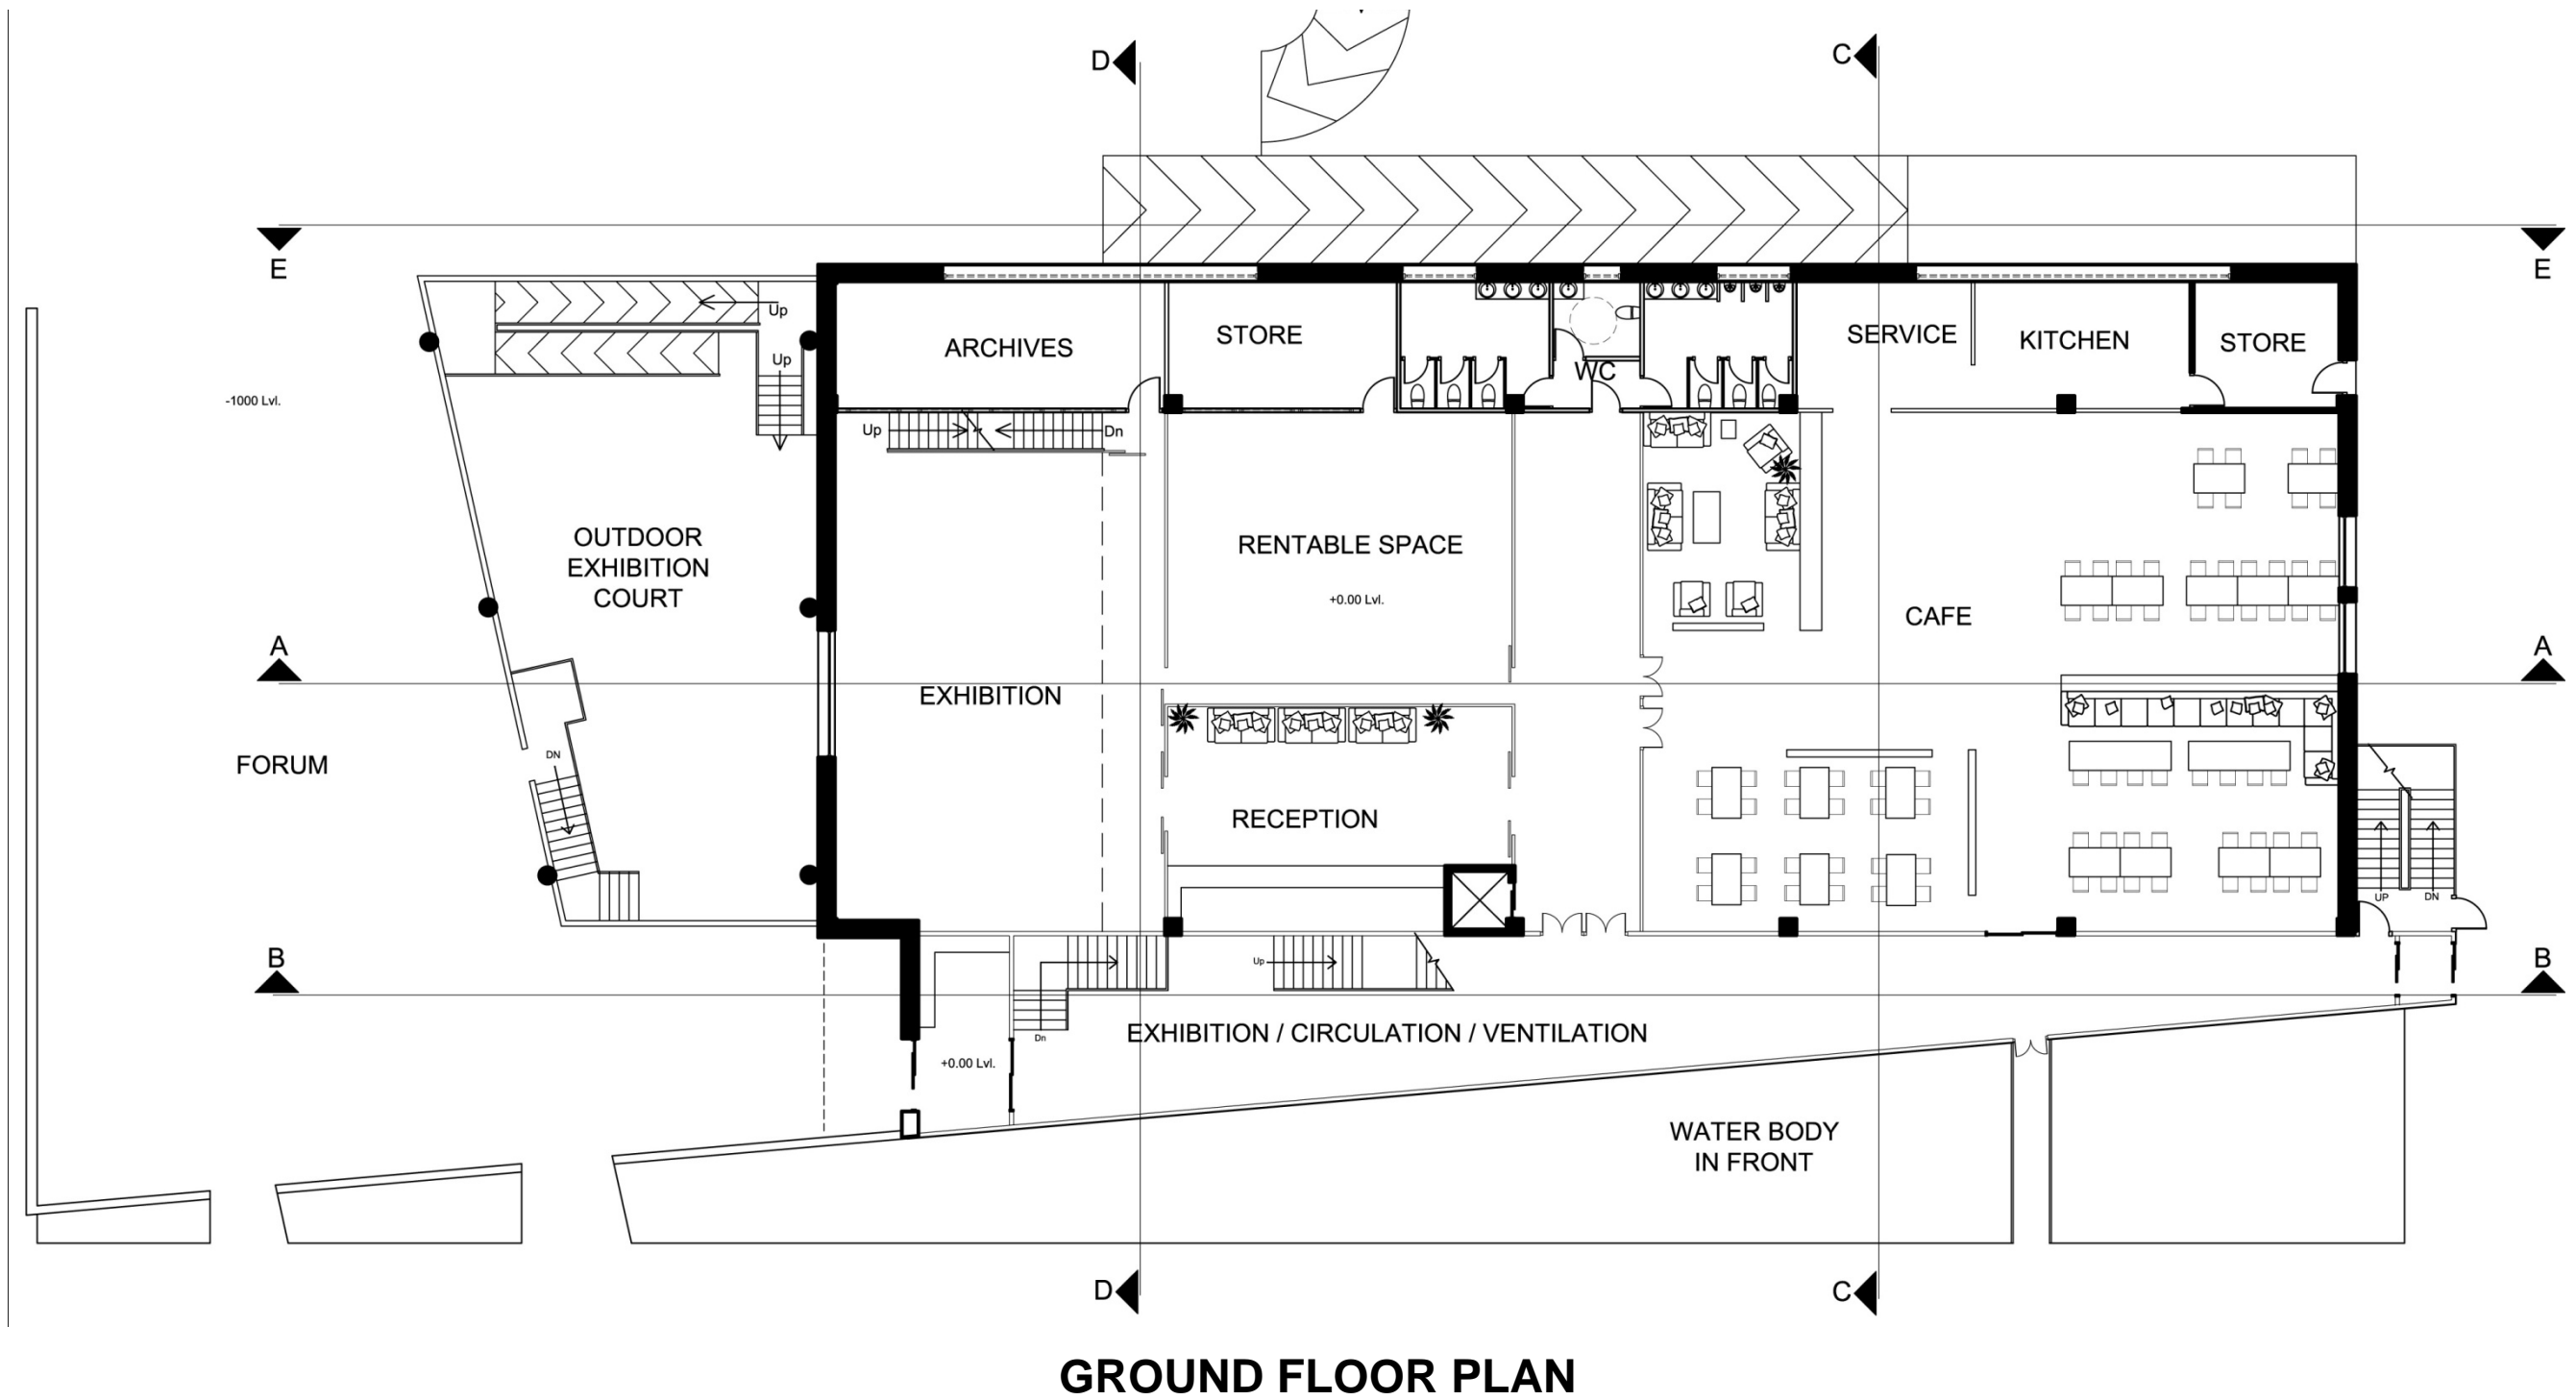 D
C
E
E
Up
Up
ARCHIVES
STORE
WC
SERVICE
KITCHEN
STORE
-1000 Lvl.
Up
Dn
OUTDOOR
EXHIBITION
COURT
RENTABLE SPACE
+0.00 Lvl.
CAFE
A
A
EXHIBITION
FORUM
DN
RECEPTION
UP
DN
B
B
Up
Dn
EXHIBITION / CIRCULATION / VENTILATION
+0.00 Lvl.
WATER BODY
IN FRONT
D
C
GROUND FLOOR PLAN